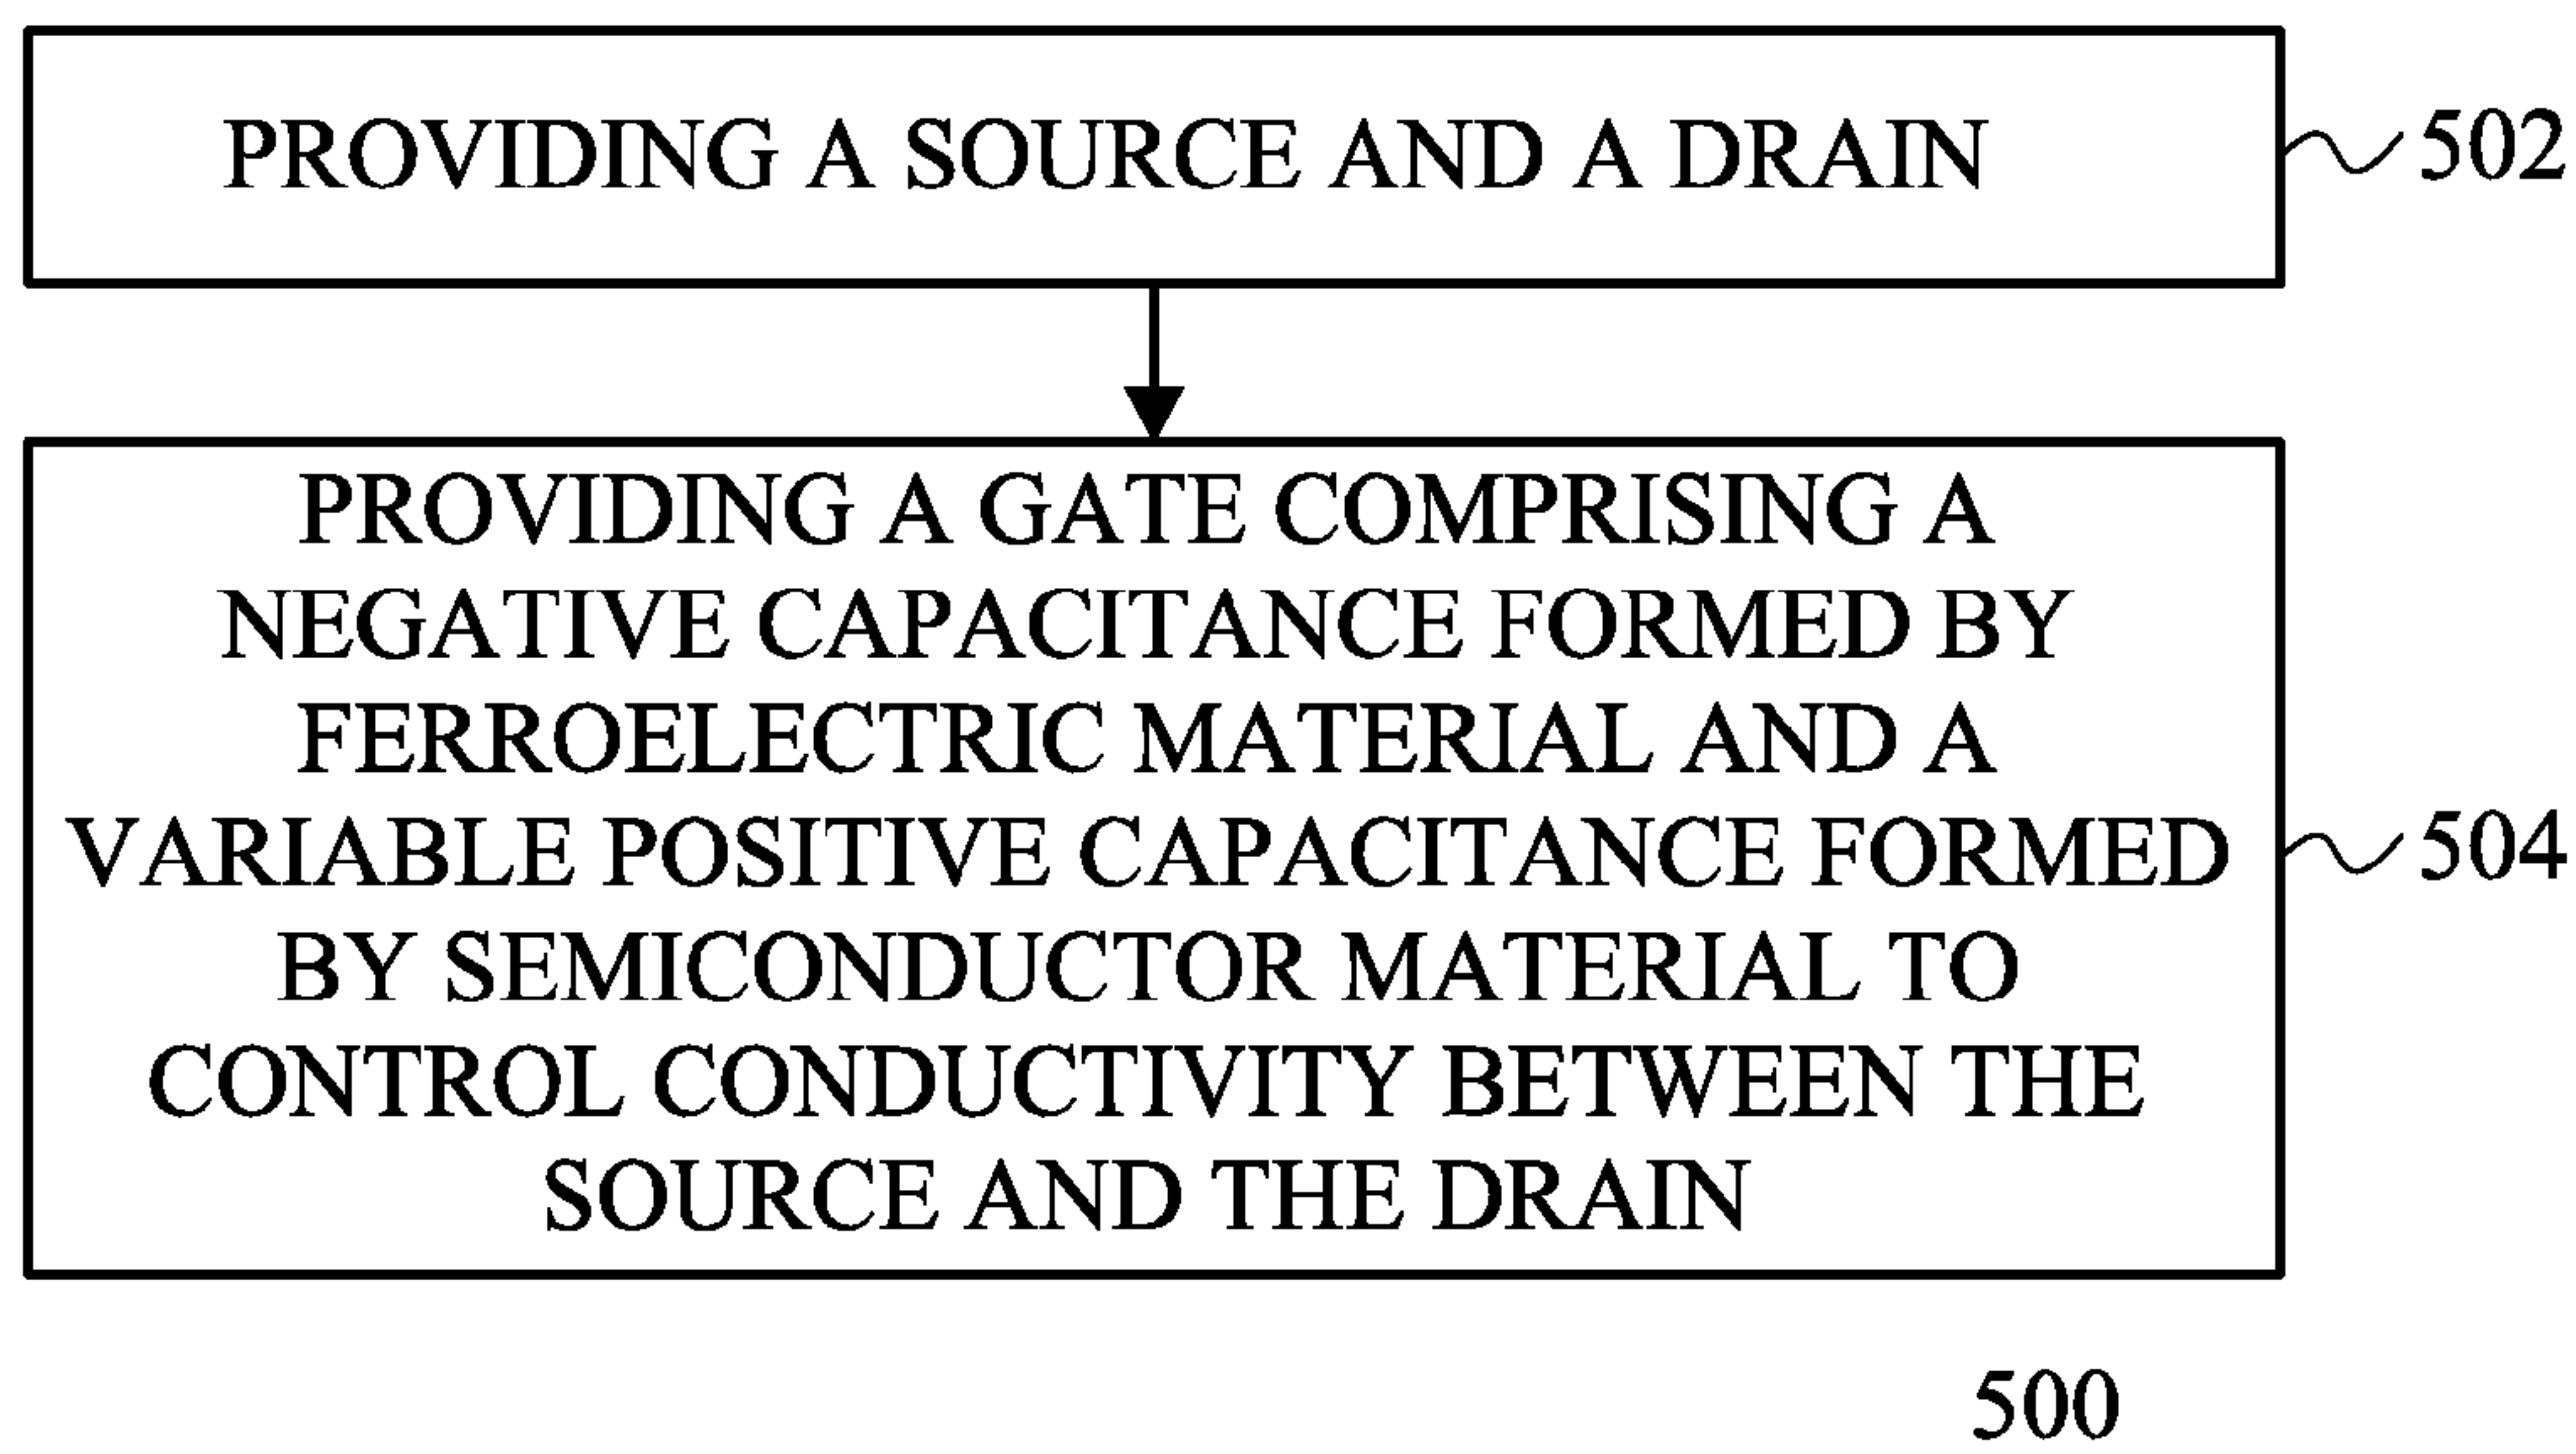 PROVIDING A SOURCE AND A DRAIN
502
PROVIDING A GATE COMPRISING A
NEGATIVE CAPACITANCE FORMED BY
FERROELECTRIC MATERIAL AND A
VARIABLE POSITIVE CAPACITANCE FORMED
BY SEMICONDUCTOR MATERIAL TO
CONTROL CONDUCTIVITY BETWEEN THE
SOURCE AND THE DRAIN
504
500